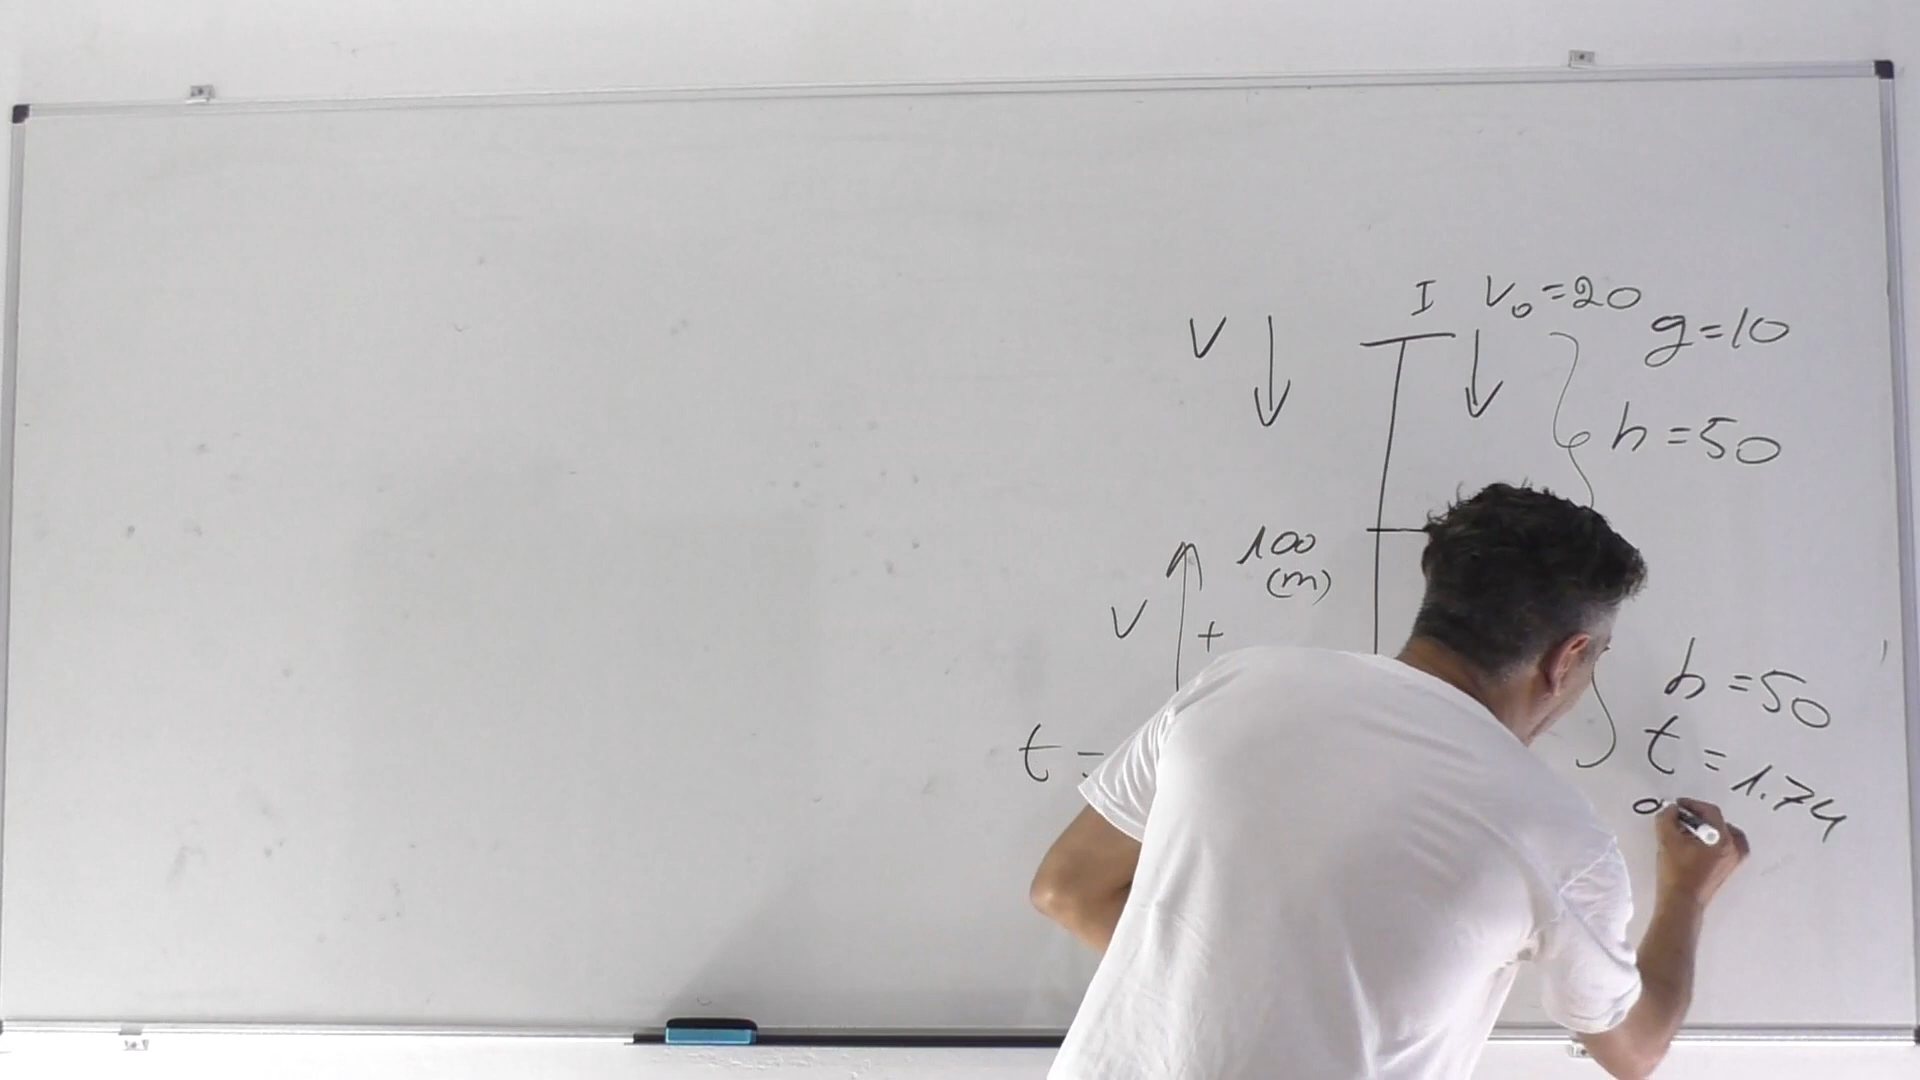 I V₀=20
g=10
V
h=50
100
(m)
V
+
h=50
t=
t=1.74